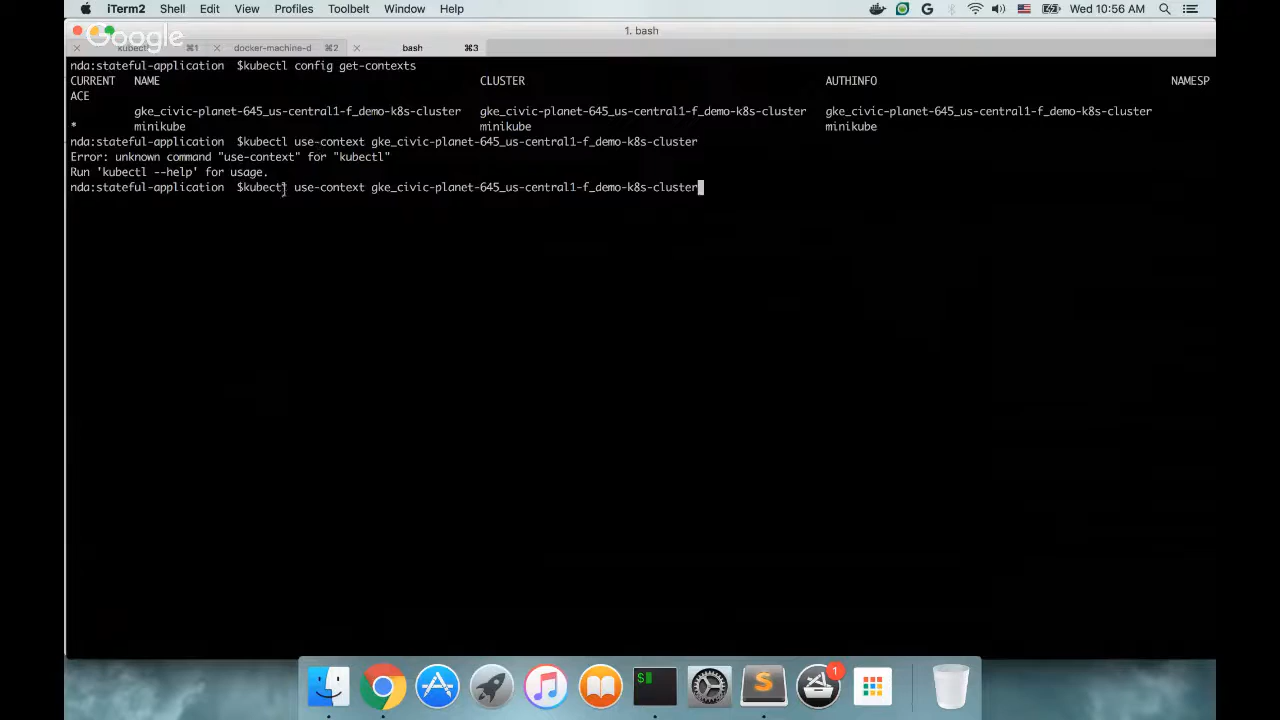 iTerm2 Shell Edit View Profiles Toolbelt Window Help
G Wed 10:56 AM
Google
1. bash
kubectl ⌘1 docker-machine-d ⌘2 bash ⌘3
nda:stateful-application $kubectl config get-contexts
CURRENT NAME CLUSTER AUTHINFO NAMESP
ACE
gke_civic-planet-645_us-central1-f_demo-k8s-cluster gke_civic-planet-645_us-central1-f_demo-k8s-cluster gke_civic-planet-645_us-central1-f_demo-k8s-cluster
* minikube minikube minikube
nda:stateful-application $kubectl use-context gke_civic-planet-645_us-central1-f_demo-k8s-cluster
Error: unknown command "use-context" for "kubectl"
Run 'kubectl --help' for usage.
nda:stateful-application $kubectl use-context gke_civic-planet-645_us-central1-f_demo-k8s-cluster
$
S
1